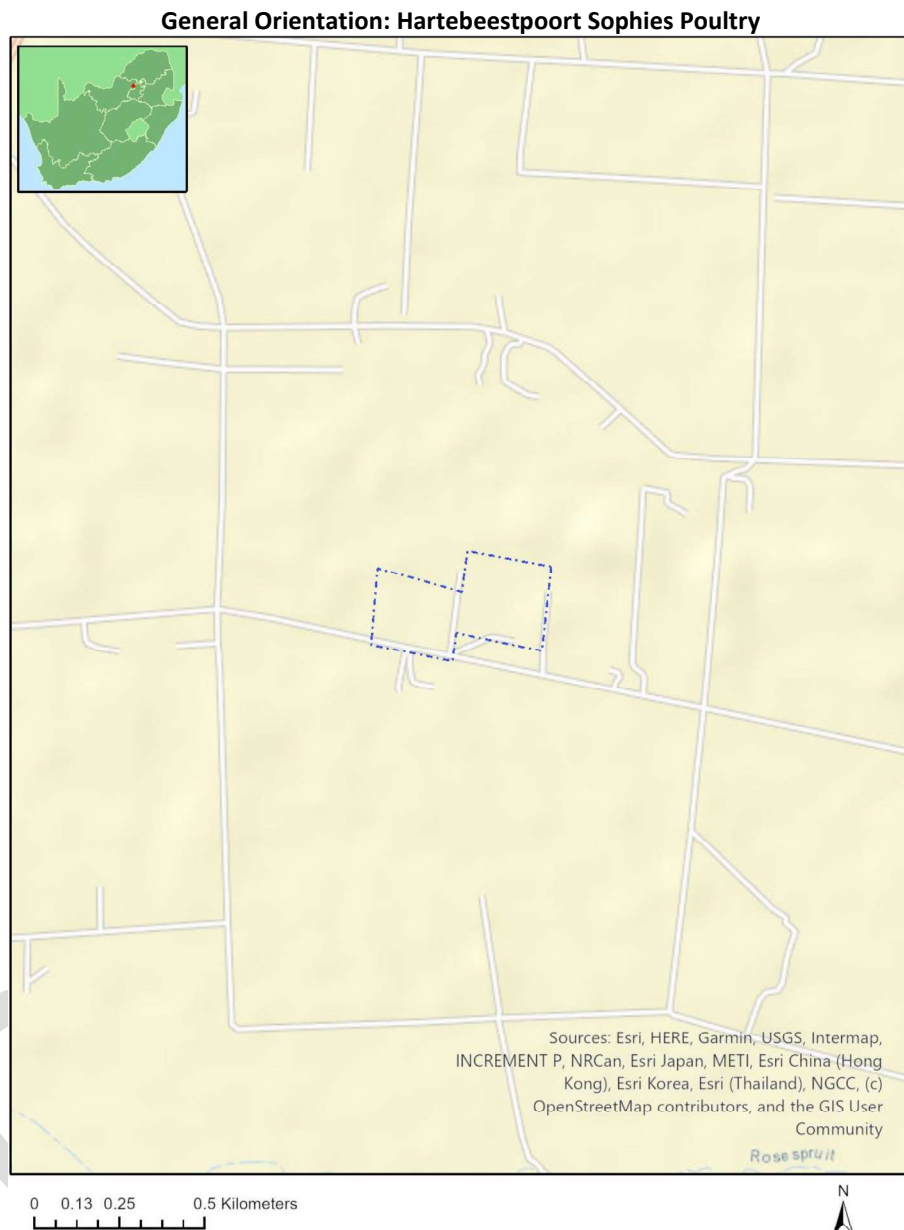 General Orientation: Hartebeestpoort Sophies Poultry
Sources: Esri, HERE, Garmin, USGS, Intermap,
INCREMENT P, NRCan, Esri Japan, METI, Esri China (Hong
Kong), Esri Korea, Esri (Thailand), NGCC, (c)
OpenStreetMap contributors, and the GIS User
Community
Rosespruit
0 0.13 0.25 0.5 Kilometers
N